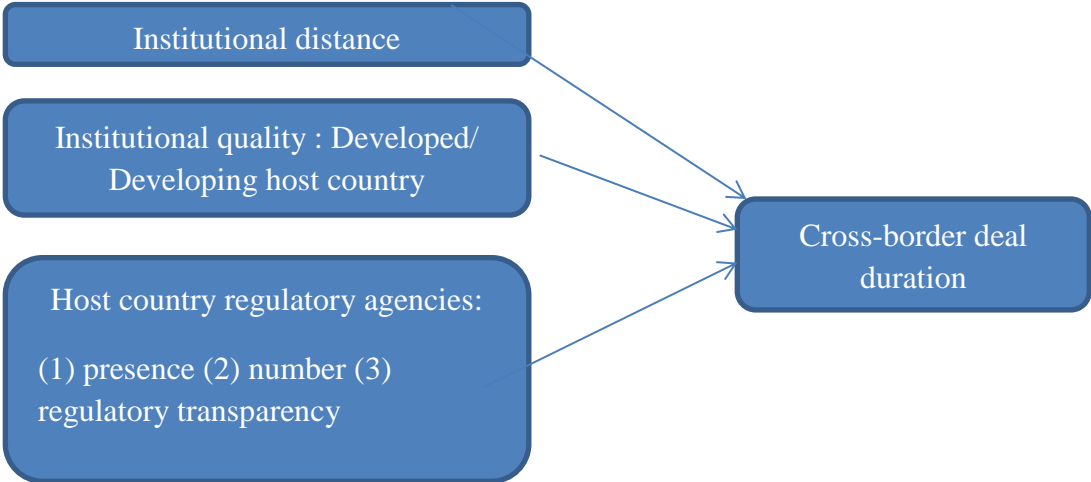 Institutional distance
Institutional quality : Developed/
Developing host country
Host country regulatory agencies:
(1) presence (2) number (3)
regulatory transparency
Cross-border deal
duration